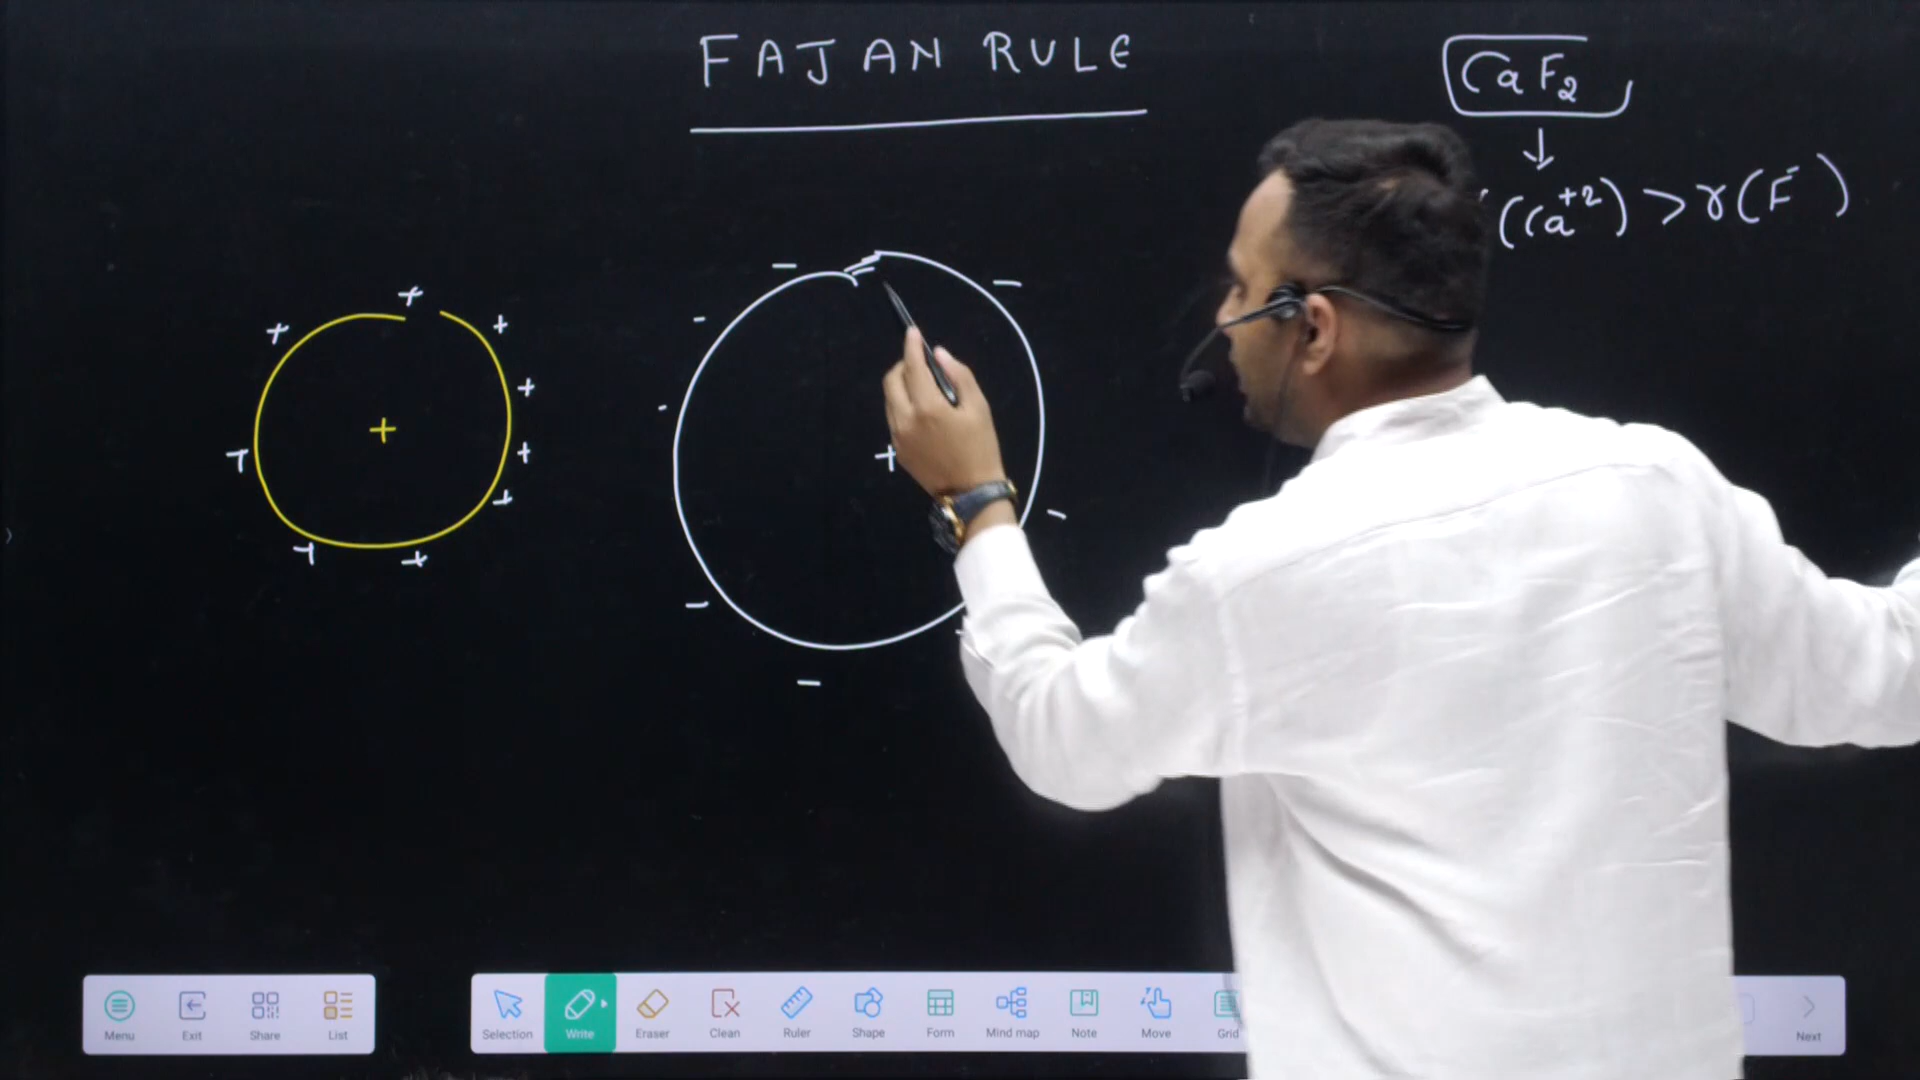 FAJAN RULE
CaF₂
↓
(Ca⁺²) > r(F⁻)
+ + + + + + + + + +
+
- - - - - - - -
+
Menu Exit Share List
Selection Write Eraser Clean Ruler Shape Form Mind map Note Move Grid Next